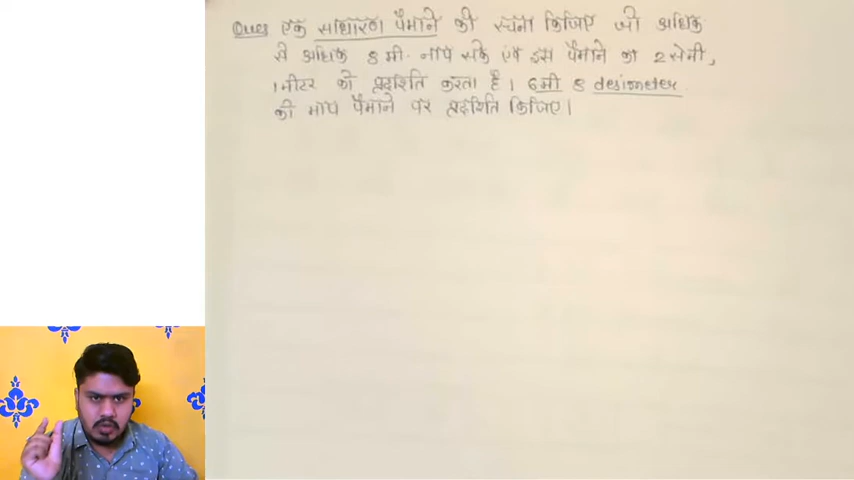 Ques एक साधारण पैमाने की रचना किजिए जो अधिक
से अधिक 8 मी. नाप सके एवं इस पैमाने का 2 सेमी,
1 मीटर को प्रदर्शित करता है। 6 मी 8 desimeter
की माप पैमाने पर प्रदर्शित किजिए।